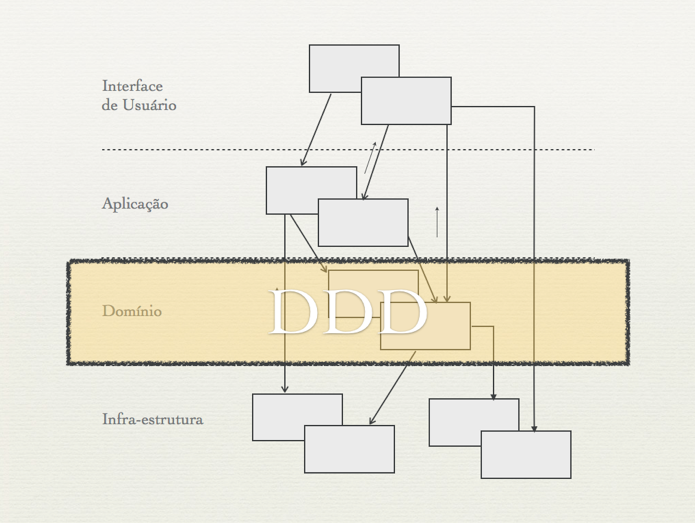 Interface
de Usuário
Aplicação
Domínio
DDD
Infra-estrutura